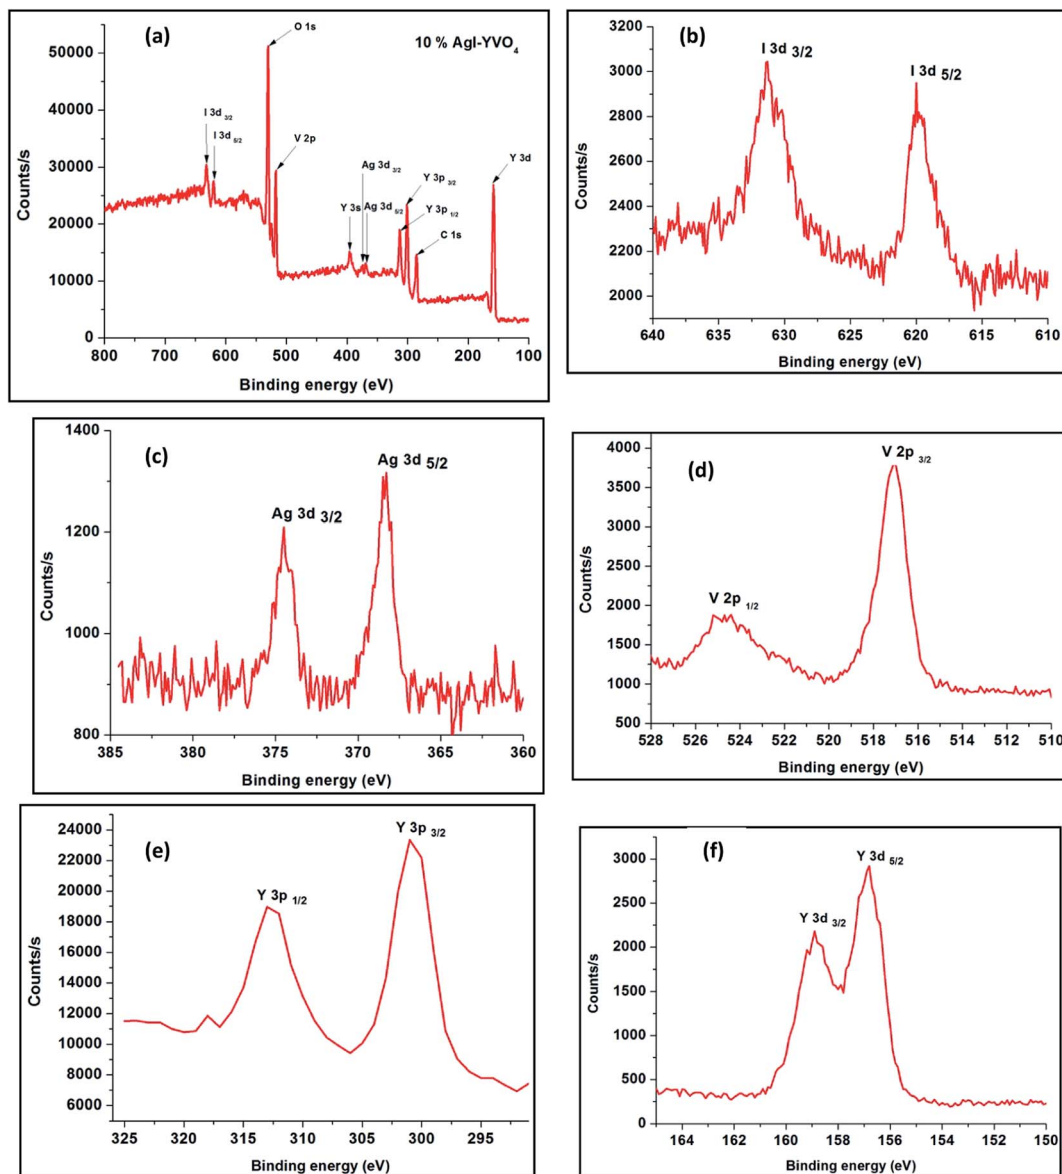 (a)
10 % AgI-YVO4
O 1s
I 3d 3/2
I 3d 5/2
V 2p
Y 3s
Ag 3d 3/2
Ag 3d 5/2
Y 3p 3/2
Y 3p 1/2
C 1s
Y 3d
Counts/s
50000
40000
30000
20000
10000
0
800 700 600 500 400 300 200 100
Binding energy (eV)
(b)
I 3d 3/2
I 3d 5/2
Counts/s
3200
3000
2800
2600
2400
2200
2000
640 635 630 625 620 615 610
Binding energy (eV)
(c)
Ag 3d 5/2
Ag 3d 3/2
Counts/s
1400
1200
1000
800
385 380 375 370 365 360
Binding Energy (eV)
(d)
V 2p 3/2
V 2p 1/2
Counts/s
4000
3500
3000
2500
2000
1500
1000
500
528 526 524 522 520 518 516 514 512 510
Binding energy (eV)
(e)
Y 3p 3/2
Y 3p 1/2
Counts/s
24000
22000
20000
18000
16000
14000
12000
10000
8000
6000
325 320 315 310 305 300 295
Binding Energy (eV)
(f)
Y 3d 5/2
Y 3d 3/2
Counts/s
3000
2500
2000
1500
1000
500
0
164 162 160 158 156 154 152 150
Binding energy (eV)